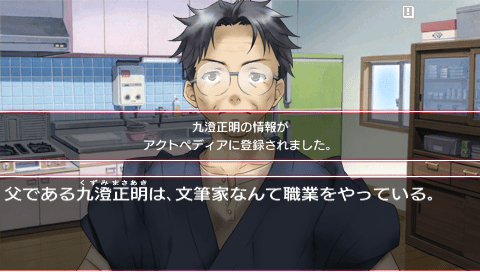 九澄正明の情報が
アクトペディアに登録されました。
くずみまさあき
父である九澄正明は、文筆家なんて職業をやっている。